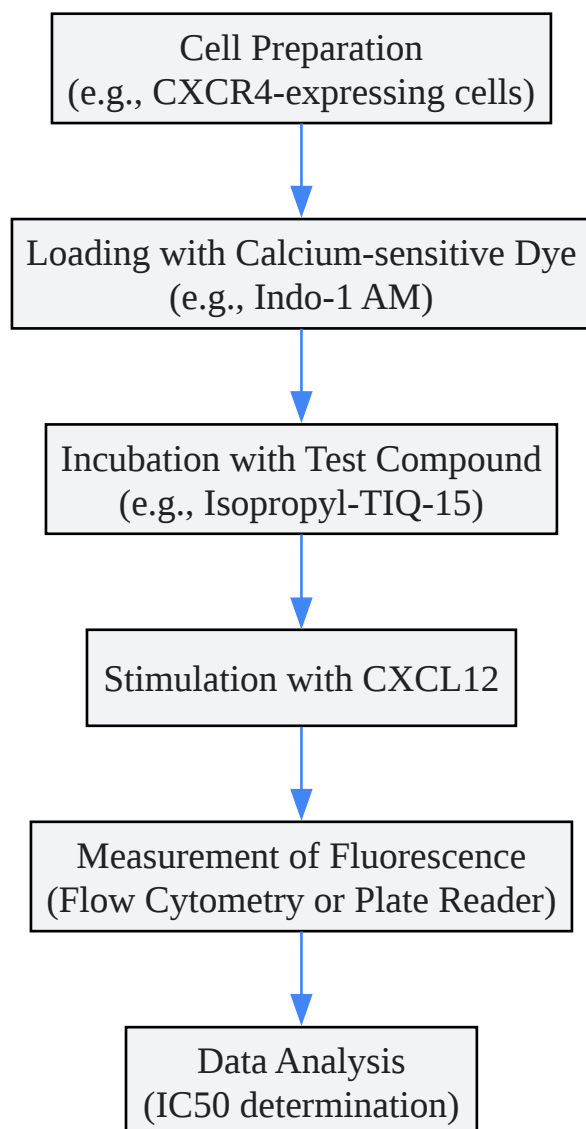 Cell Preparation
(e.g., CXCR4-expressing cells)
Loading with Calcium-sensitive Dye
(e.g., Indo-1 AM)
Incubation with Test Compound
(e.g., Isopropyl-TIQ-15)
Stimulation with CXCL12
Measurement of Fluorescence
(Flow Cytometry or Plate Reader)
Data Analysis
(IC50 determination)